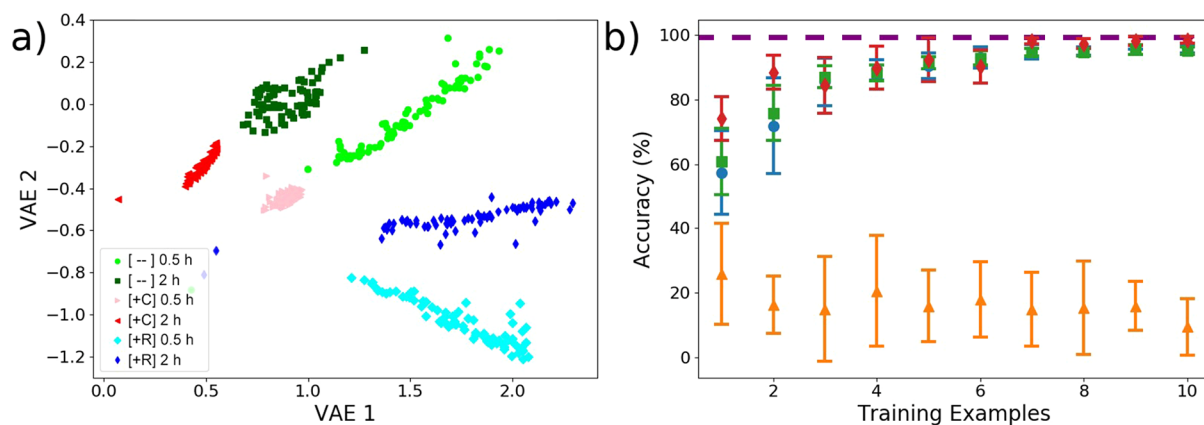 a)
0.4
0.2
0.0
−0.2
−0.4
−0.6
−0.8
−1.0
−1.2
VAE 2
[ -- ] 0.5 h
[ -- ] 2 h
[+C] 0.5 h
[+C] 2 h
[+R] 0.5 h
[+R] 2 h
0.0 0.5 1.0 1.5 2.0
VAE 1
b)
100
80
60
40
20
0
Accuracy (%)
2 4 6 8 10
Training Examples